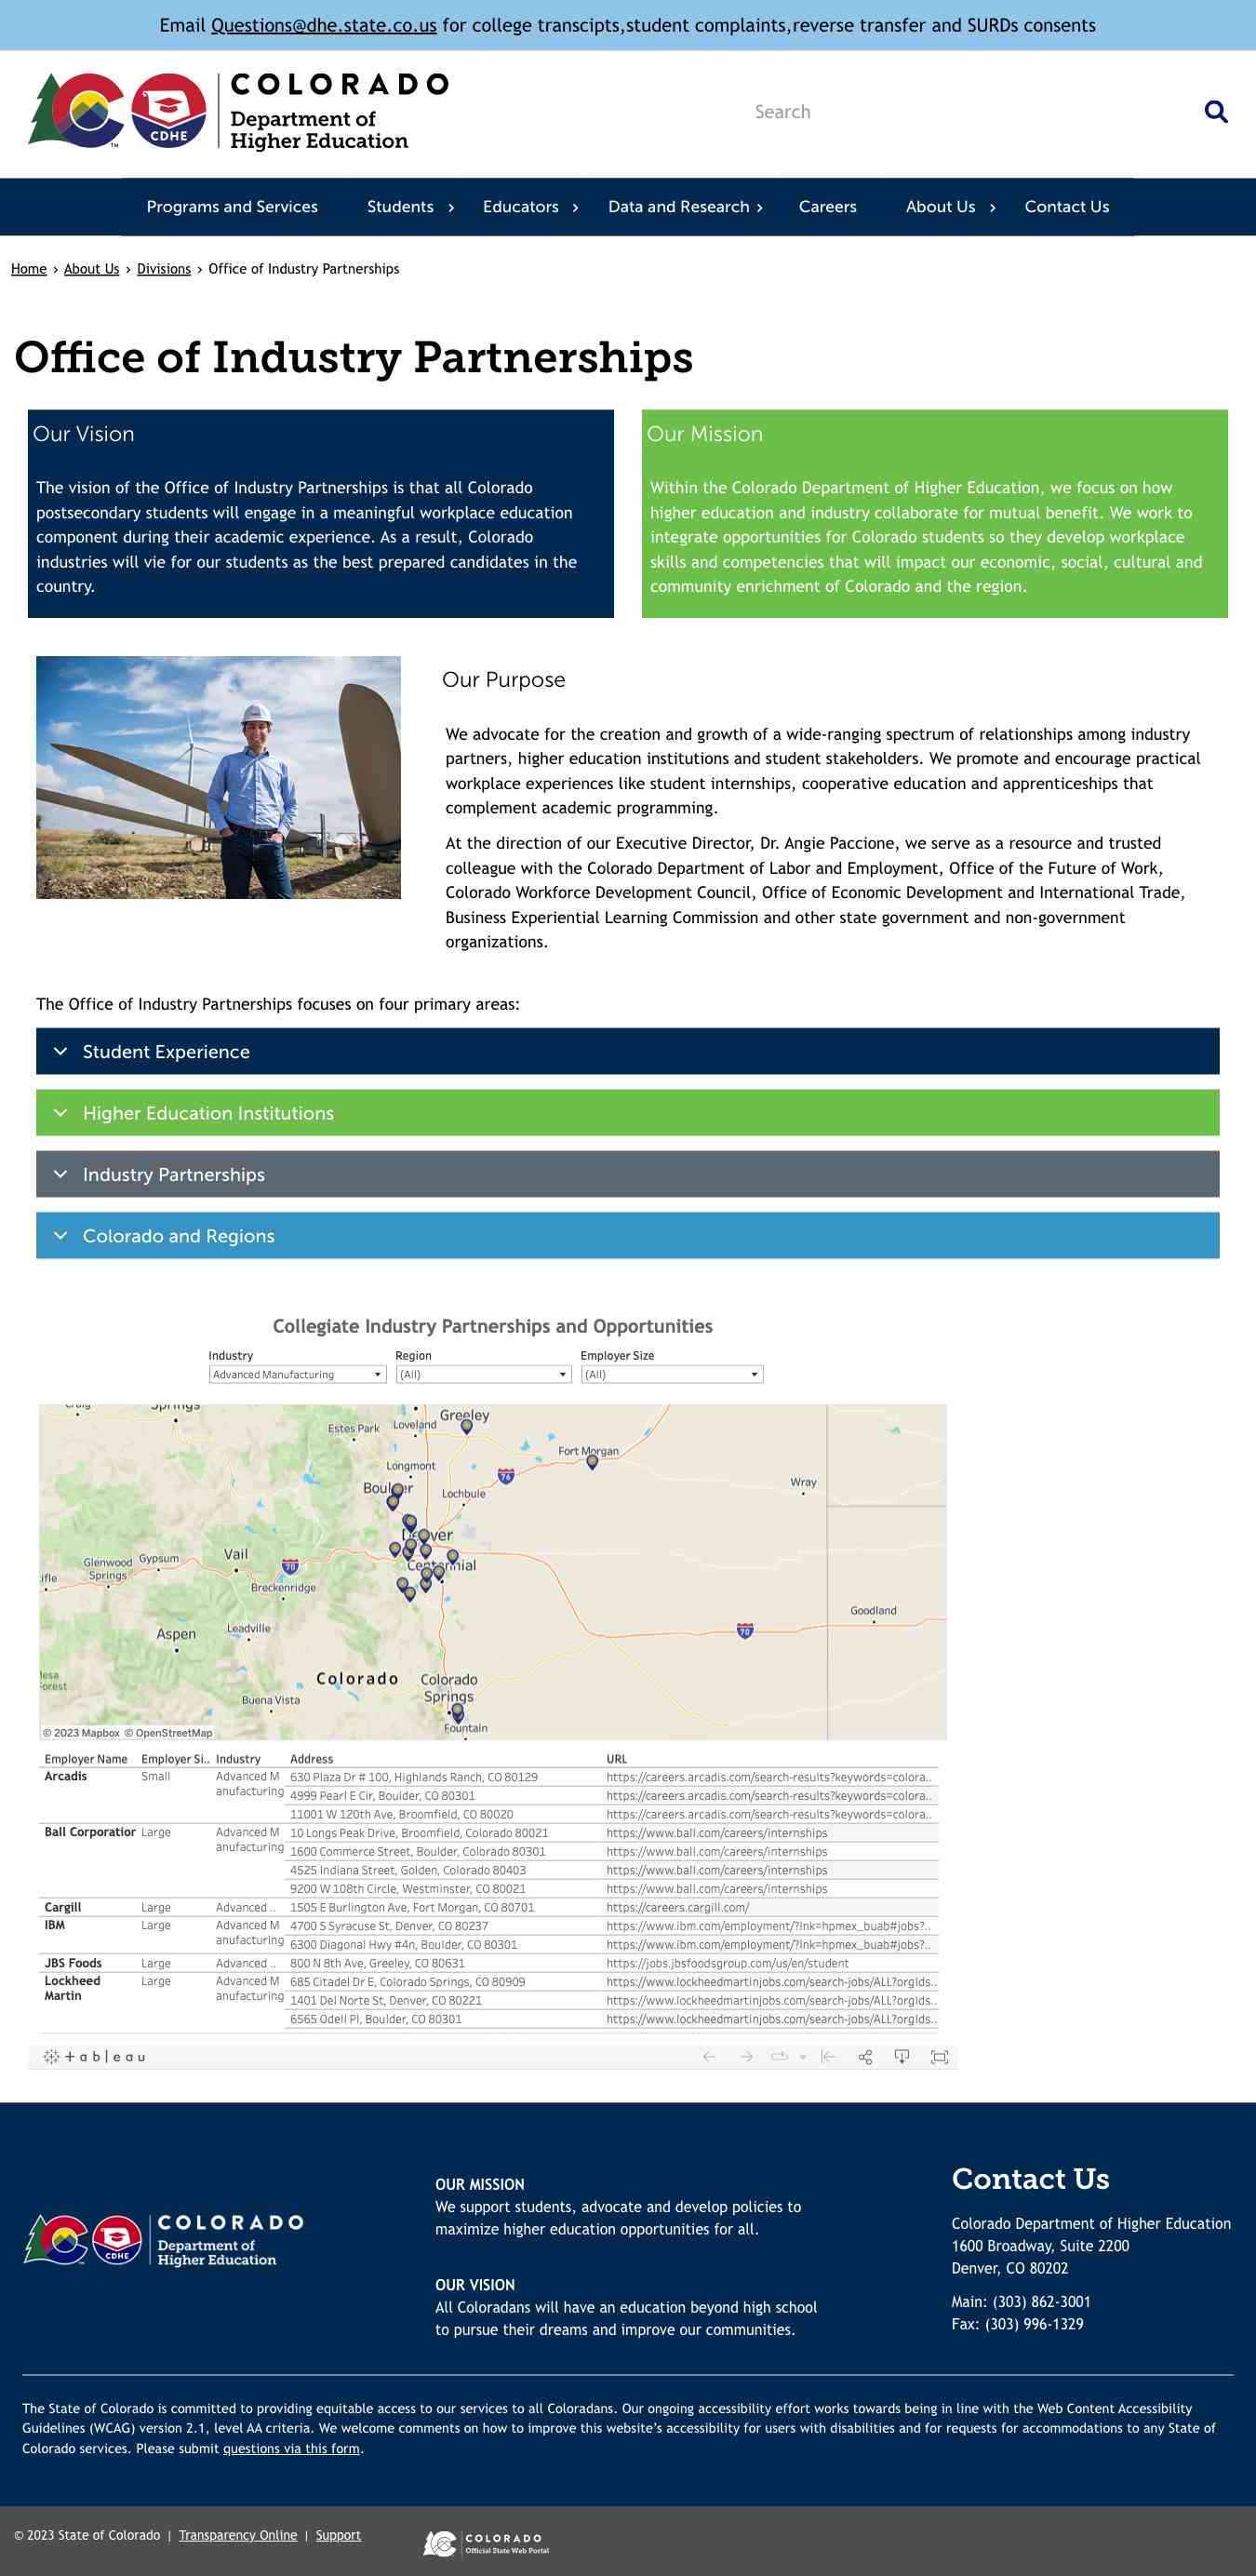 Email Questions@dhe.state.co.us for college transcipts,student complaints,reverse transfer and SURDs consents
COLORADO
Department of
Higher Education
CDHE
TM
Search
Programs and Services
Students
Educators
Data and Research
Careers
About Us
Contact Us
Home › About Us › Divisions › Office of Industry Partnerships
Office of Industry Partnerships
Our Vision
The vision of the Office of Industry Partnerships is that all Colorado
postsecondary students will engage in a meaningful workplace education
component during their academic experience. As a result, Colorado
industries will vie for our students as the best prepared candidates in the
country.
Our Mission
Within the Colorado Department of Higher Education, we focus on how
higher education and industry collaborate for mutual benefit. We work to
integrate opportunities for Colorado students so they develop workplace
skills and competencies that will impact our economic, social, cultural and
community enrichment of Colorado and the region.
Our Purpose
We advocate for the creation and growth of a wide-ranging spectrum of relationships among industry
partners, higher education institutions and student stakeholders. We promote and encourage practical
workplace experiences like student internships, cooperative education and apprenticeships that
complement academic programming.
At the direction of our Executive Director, Dr. Angie Paccione, we serve as a resource and trusted
colleague with the Colorado Department of Labor and Employment, Office of the Future of Work,
Colorado Workforce Development Council, Office of Economic Development and International Trade,
Business Experiential Learning Commission and other state government and non-government
organizations.
The Office of Industry Partnerships focuses on four primary areas:
Student Experience
Higher Education Institutions
Industry Partnerships
Colorado and Regions
Collegiate Industry Partnerships and Opportunities
Industry Region Employer Size
Advanced Manufacturing (All) (All)
Craig
Springs
Greeley
Estes Park
Loveland
Fort Morgan
Longmont
76
Wray
Boulder
Lochbule
Denver
Vail
Glenwood
Springs
Gypsum
70
Centennial
ifle
Breckenridge
Goodland
Leadville
70
Aspen
Colorado
Colorado
Springs
Mesa
Forest
Buena Vista
Fountain
© 2023 Mapbox © OpenStreetMap
Employer Name Employer Si.. Industry Address URL
Arcadis Small Advanced M
anufacturing
630 Plaza Dr # 100, Highlands Ranch, CO 80129 https://careers.arcadis.com/search-results?keywords=colora..
4999 Pearl E Cir, Boulder, CO 80301 https://careers.arcadis.com/search-results?keywords=colora..
11001 W 120th Ave, Broomfield, CO 80020 https://careers.arcadis.com/search-results?keywords=colora..
Ball Corporatior Large Advanced M
anufacturing
10 Longs Peak Drive, Broomfield, Colorado 80021 https://www.ball.com/careers/internships
1600 Commerce Street, Boulder, Colorado 80301 https://www.ball.com/careers/internships
4525 Indiana Street, Golden, Colorado 80403 https://www.ball.com/careers/internships
9200 W 108th Circle, Westminster, CO 80021 https://www.ball.com/careers/internships
Cargill Large Advanced .. 1505 E Burlington Ave, Fort Morgan, CO 80701 https://careers.cargill.com/
IBM Large Advanced M
anufacturing
4700 S Syracuse St, Denver, CO 80237 https://www.ibm.com/employment/?lnk=hpmex_buab#jobs?..
6300 Diagonal Hwy #4n, Boulder, CO 80301 https://www.ibm.com/employment/?lnk=hpmex_buab#jobs?..
JBS Foods Large Advanced .. 800 N 8th Ave, Greeley, CO 80631 https://jobs.jbsfoodsgroup.com/us/en/student
Lockheed
Martin
Large Advanced M
anufacturing
685 Citadel Dr E, Colorado Springs, CO 80909 https://www.lockheedmartinjobs.com/search-jobs/ALL?orgIds..
1401 Del Norte St, Denver, CO 80221 https://www.lockheedmartinjobs.com/search-jobs/ALL?orgIds..
6565 Odell Pl, Boulder, CO 80301 https://www.lockheedmartinjobs.com/search-jobs/ALL?orgIds..
+ableau
COLORADO
Department of
Higher Education
CDHE
OUR MISSION
We support students, advocate and develop policies to
maximize higher education opportunities for all.
OUR VISION
All Coloradans will have an education beyond high school
to pursue their dreams and improve our communities.
Contact Us
Colorado Department of Higher Education
1600 Broadway, Suite 2200
Denver, CO 80202
Main: (303) 862-3001
Fax: (303) 996-1329
The State of Colorado is committed to providing equitable access to our services to all Coloradans. Our ongoing accessibility effort works towards being in line with the Web Content Accessibility
Guidelines (WCAG) version 2.1, level AA criteria. We welcome comments on how to improve this website’s accessibility for users with disabilities and for requests for accommodations to any State of
Colorado services. Please submit questions via this form.
© 2023 State of Colorado | Transparency Online | Support
COLORADO
Official State Web Portal